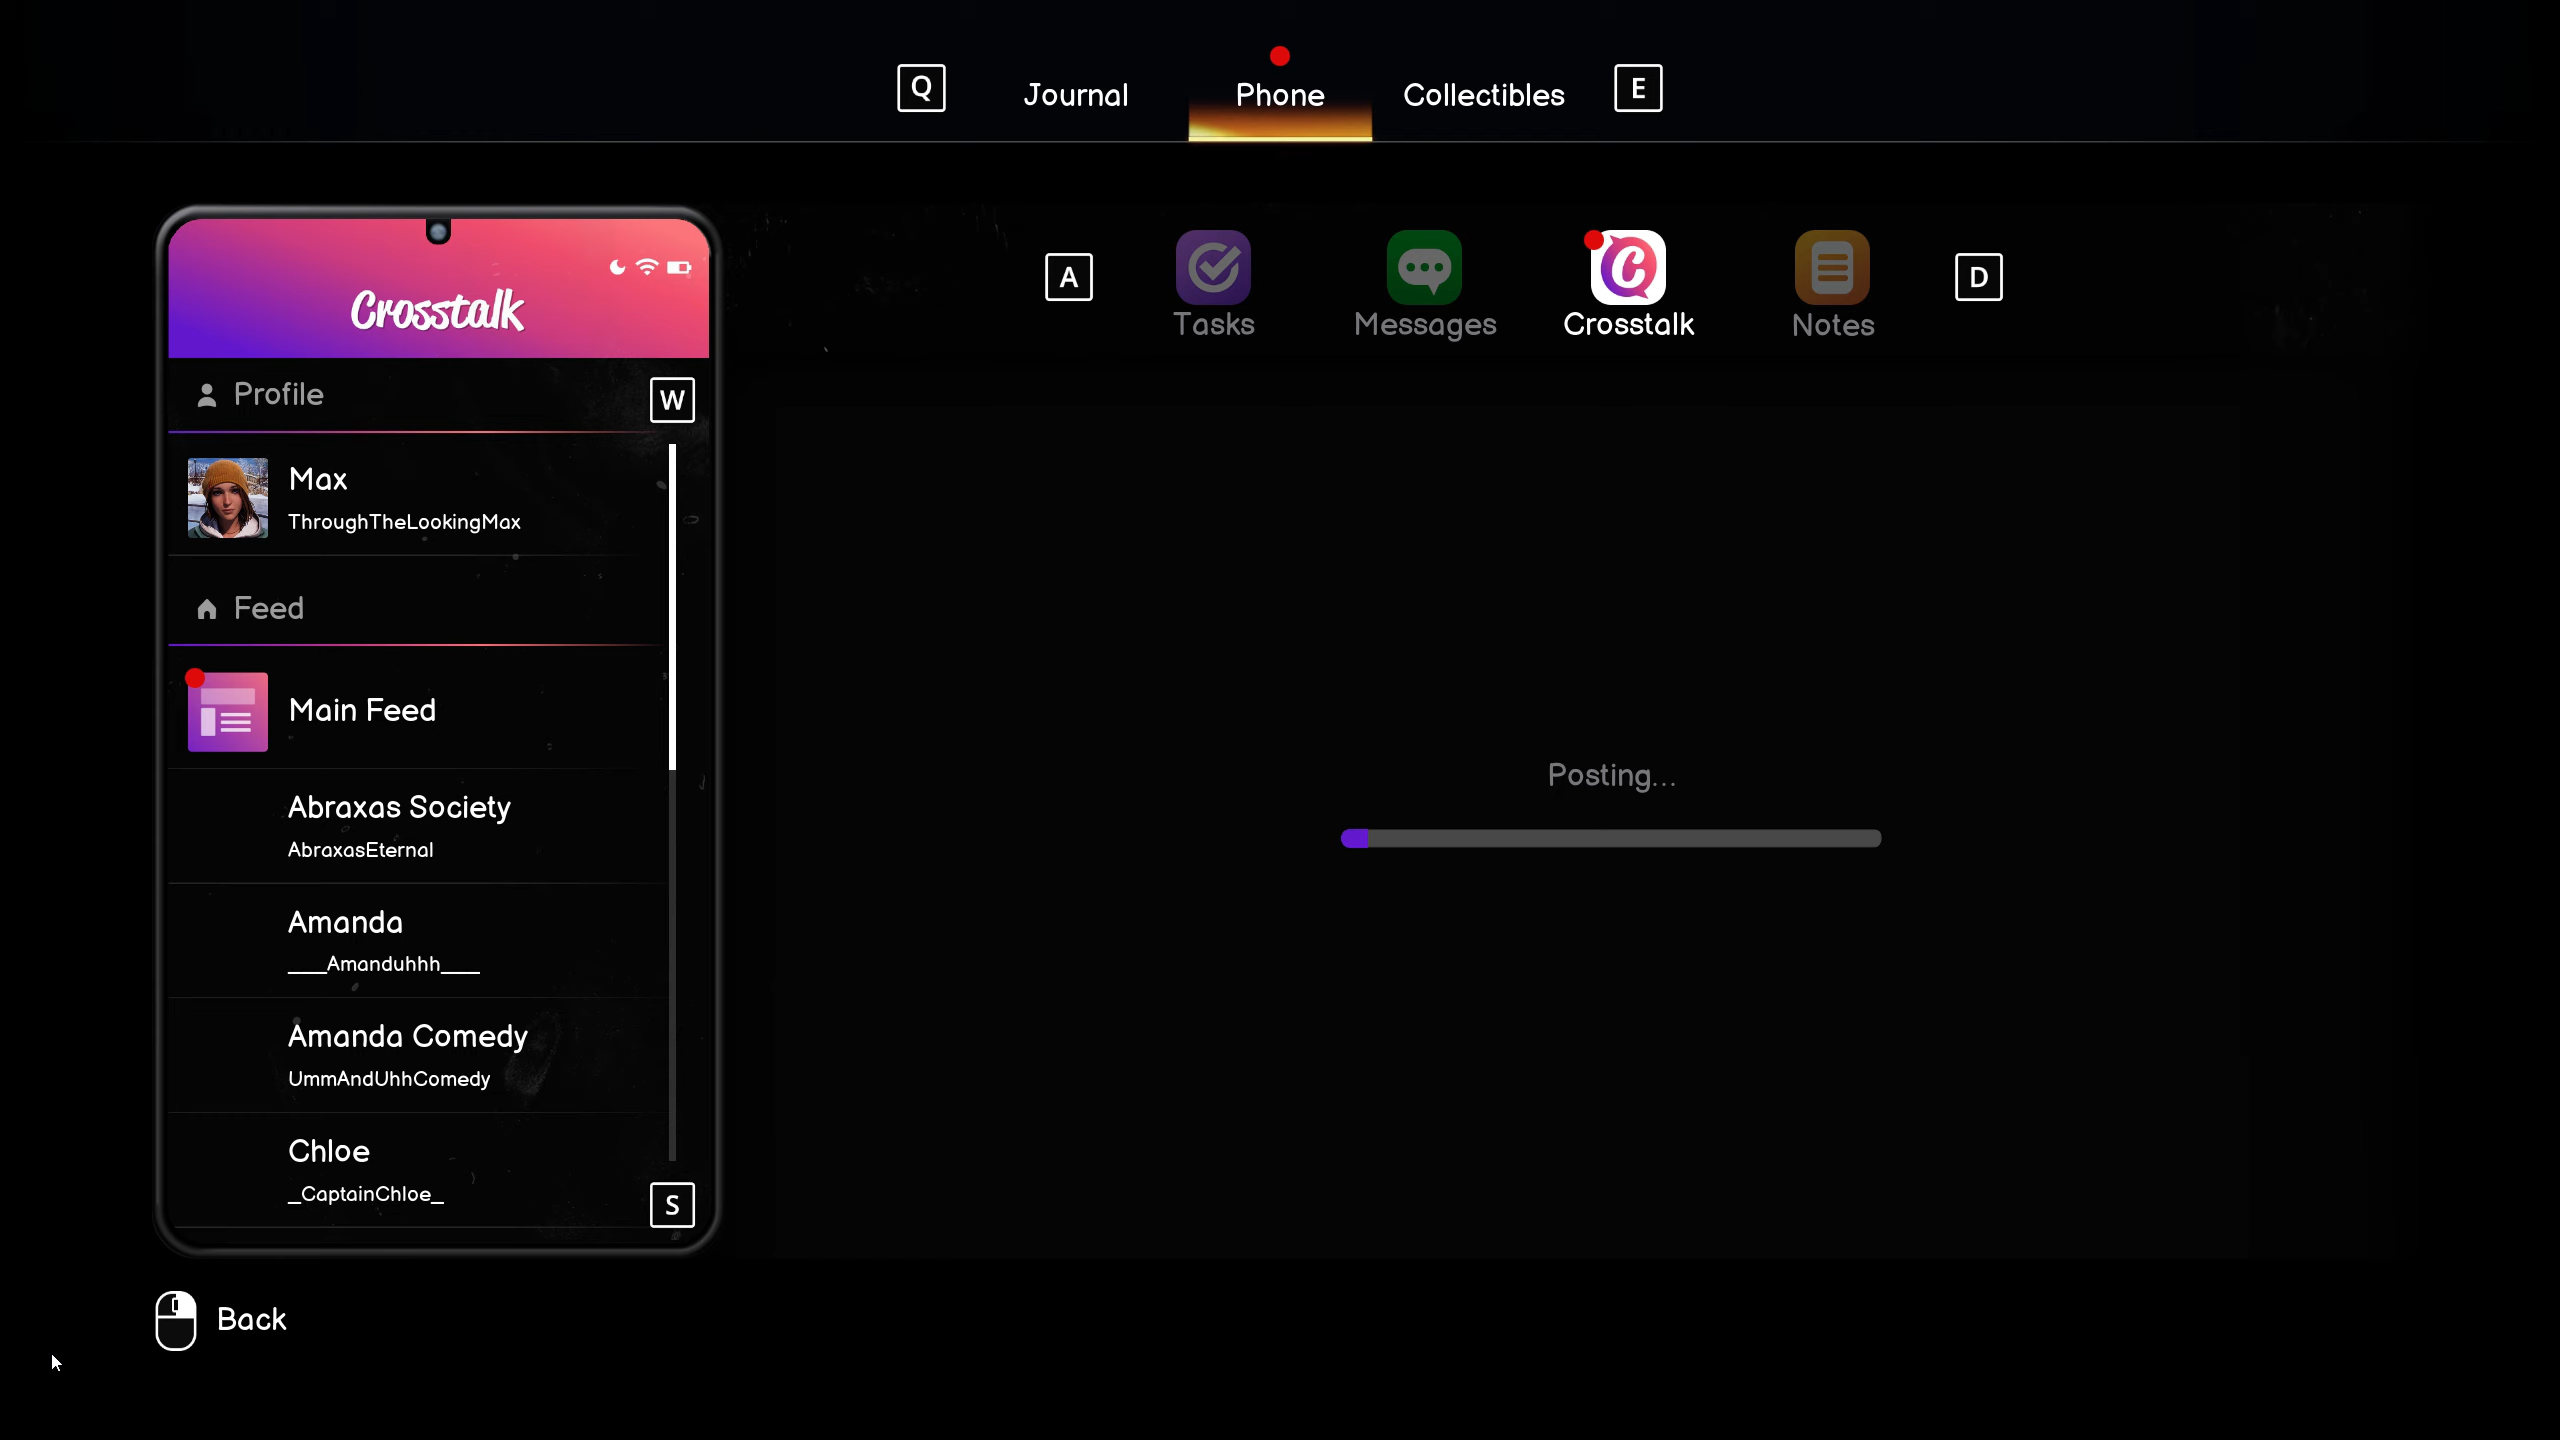 Q Journal Phone Collectibles E
Crosstalk
A Tasks Messages Crosstalk Notes D
Profile W
Max
ThroughTheLookingMax
Feed
Main Feed
Posting...
Abraxas Society
AbraxasEternal
Amanda
___Amanduhhh___
Amanda Comedy
UmmAndUhhComedy
Chloe
_CaptainChloe_
S
Back